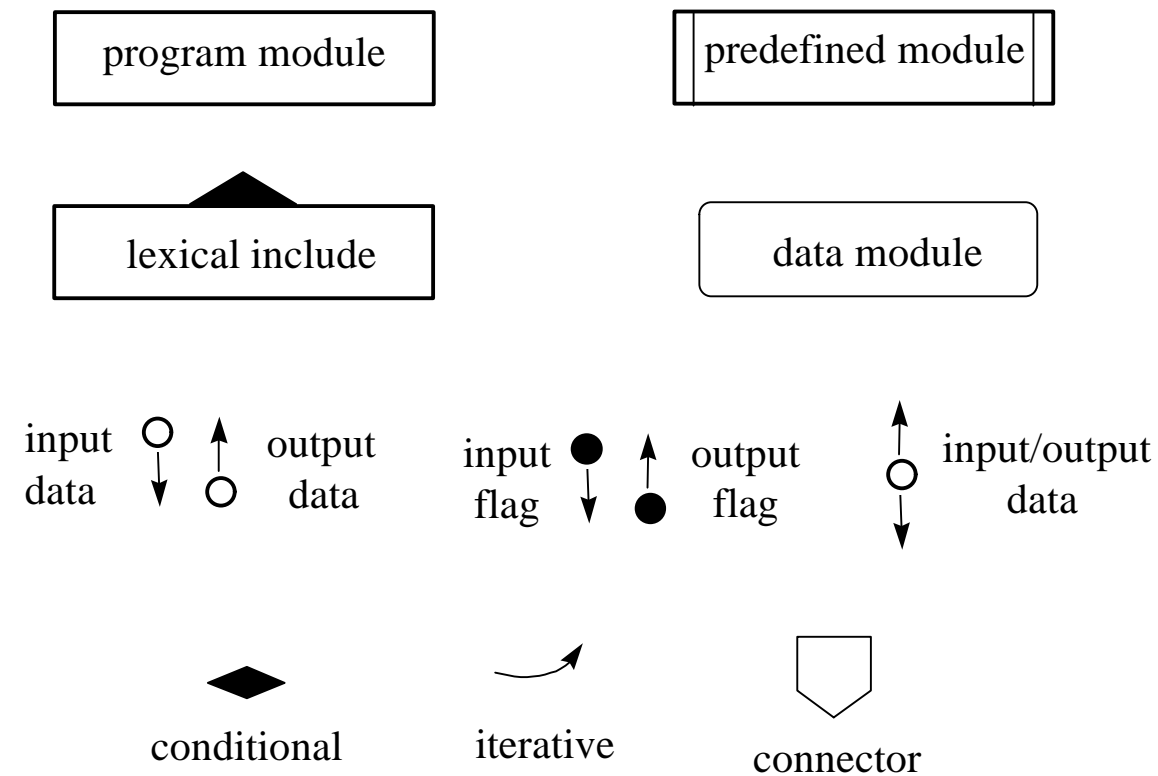 program module
predefined module
lexical include
data module
input
data
output
data
input
flag
output
flag
input/output
data
conditional
iterative
connector